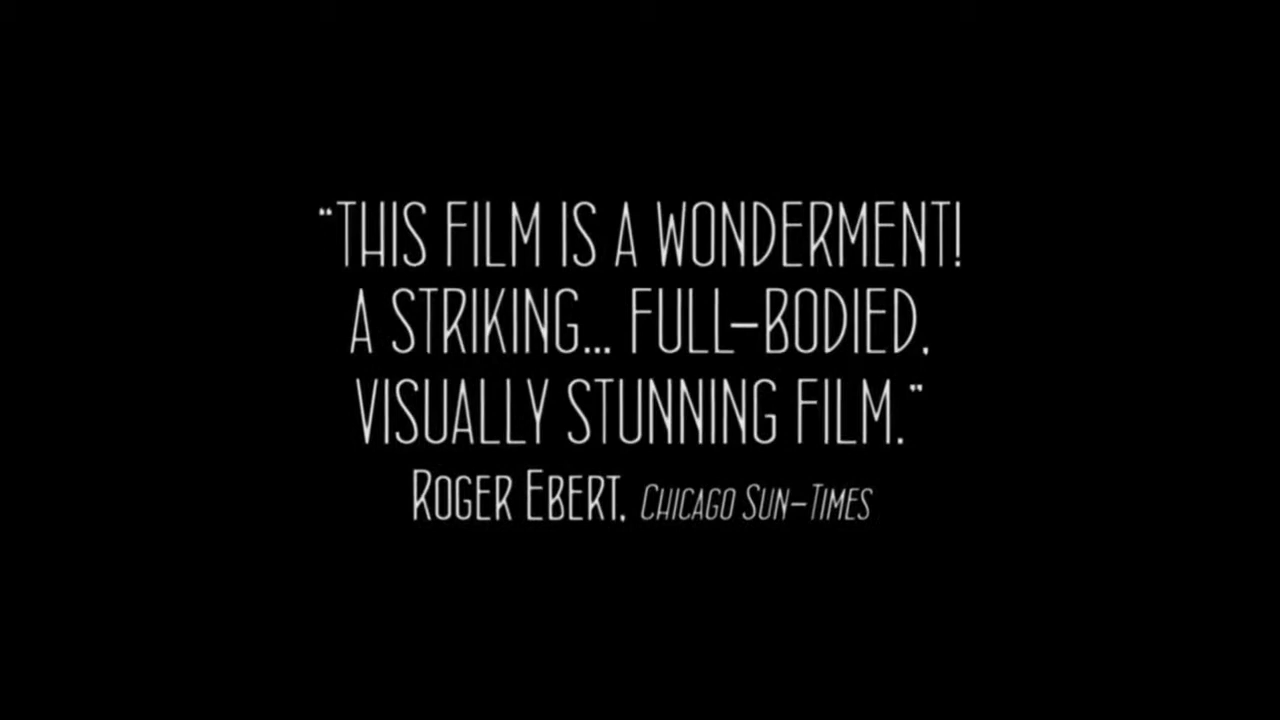 “THIS FILM IS A WONDERMENT!
A STRIKING... FULL-BODIED,
VISUALLY STUNNING FILM.”
ROGER EBERT, CHICAGO SUN-TIMES